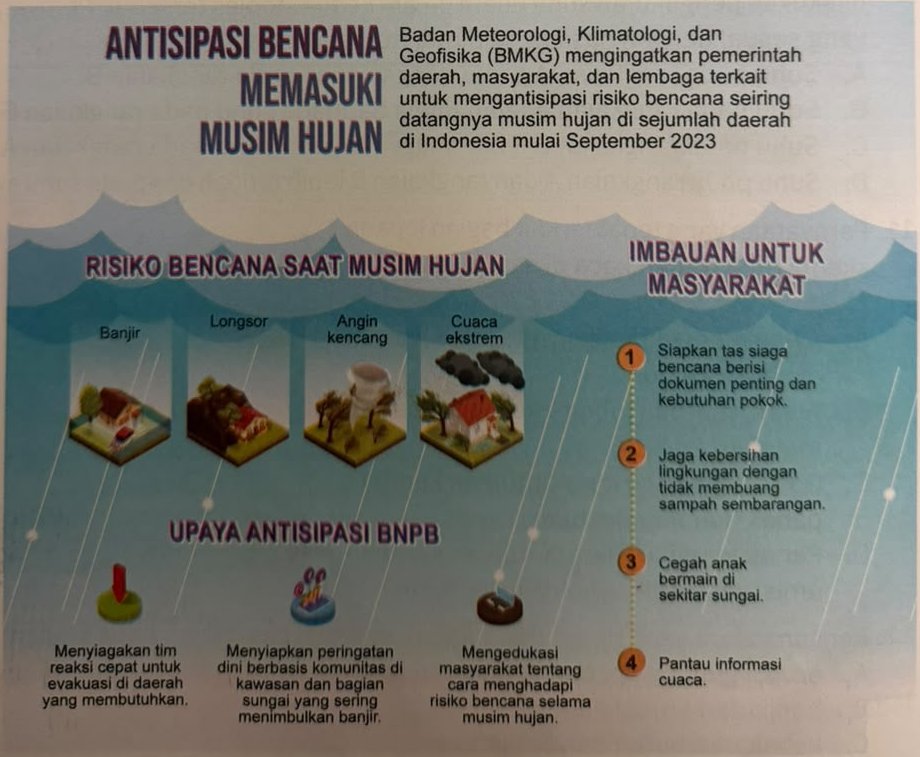 ANTISIPASI BENCANA
MEMASUKI
MUSIM HUJAN
Badan Meteorologi, Klimatologi, dan
Geofisika (BMKG) mengingatkan pemerintah
daerah, masyarakat, dan lembaga terkait
untuk mengantisipasi risiko bencana seiring
datangnya musim hujan di sejumlah daerah
di Indonesia mulai September 2023
RISIKO BENCANA SAAT MUSIM HUJAN
Banjir
Longsor
Angin
kencang
Cuaca
ekstrem
UPAYA ANTISIPASI BNPB
Menyiagakan tim
reaksi cepat untuk
evakuasi di daerah
yang membutuhkan.
Menyiapkan peringatan
dini berbasis komunitas di
kawasan dan bagian
sungai yang sering
menimbulkan banjir.
Mengedukasi
masyarakat tentang
cara menghadapi
risiko bencana selama
musim hujan.
IMBAUAN UNTUK
MASYARAKAT
1
Siapkan tas siaga
bencana berisi
dokumen penting dan
kebutuhan pokok.
2
Jaga kebersihan
lingkungan dengan
tidak membuang
sampah sembarangan.
3
Cegah anak
bermain di
sekitar sungai.
4
Pantau informasi
cuaca.